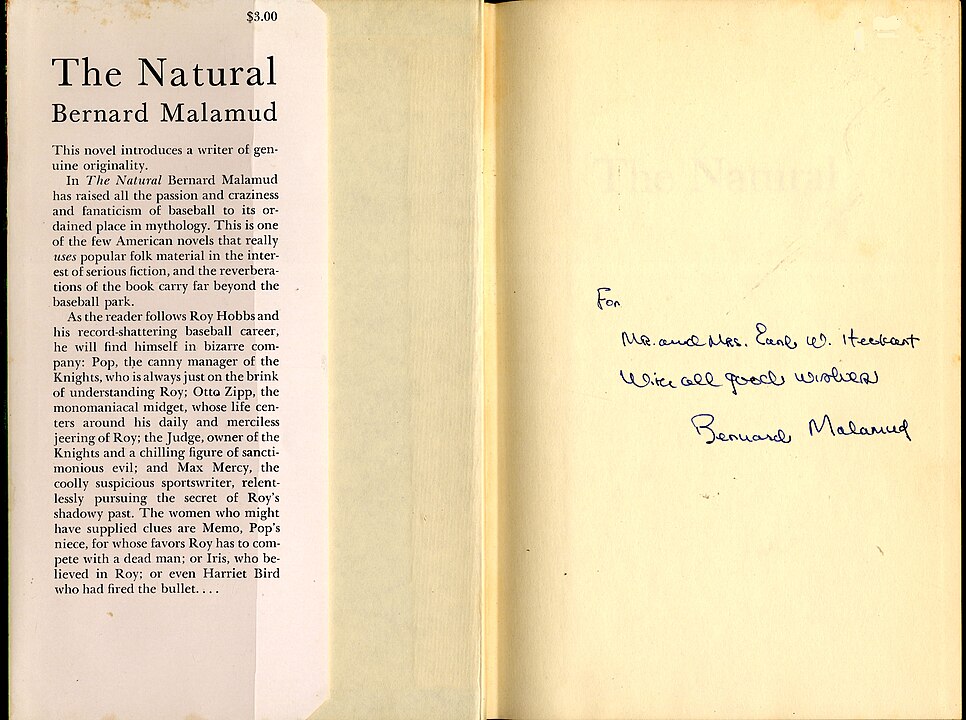 $3.00
The Natural
Bernard Malamud
This novel introduces a writer of gen-
uine originality.
In The Natural Bernard Malamud
has raised all the passion and craziness
and fanaticism of baseball to its or-
dained place in mythology. This is one
of the few American novels that really
uses popular folk material in the inter-
est of serious fiction, and the reverbera-
tions of the book carry far beyond the
baseball park.
As the reader follows Roy Hobbs and
his record-shattering baseball career,
he will find himself in bizarre com-
pany: Pop, the canny manager of the
Knights, who is always just on the brink
of understanding Roy; Otto Zipp, the
monomaniacal midget, whose life cen-
ters around his daily and merciless
jeering of Roy; the Judge, owner of the
Knights and a chilling figure of sancti-
monious evil; and Max Mercy, the
coolly suspicious sportswriter, relent-
lessly pursuing the secret of Roy's
shadowy past. The women who might
have supplied clues are Memo, Pop's
niece, for whose favors Roy has to com-
pete with a dead man; or Iris, who be-
lieved in Roy; or even Harriet Bird
who had fired the bullet. . . .
The Natural
For
Mr. and Mrs. Earl W.
With all good wishes
Bernard Malamud